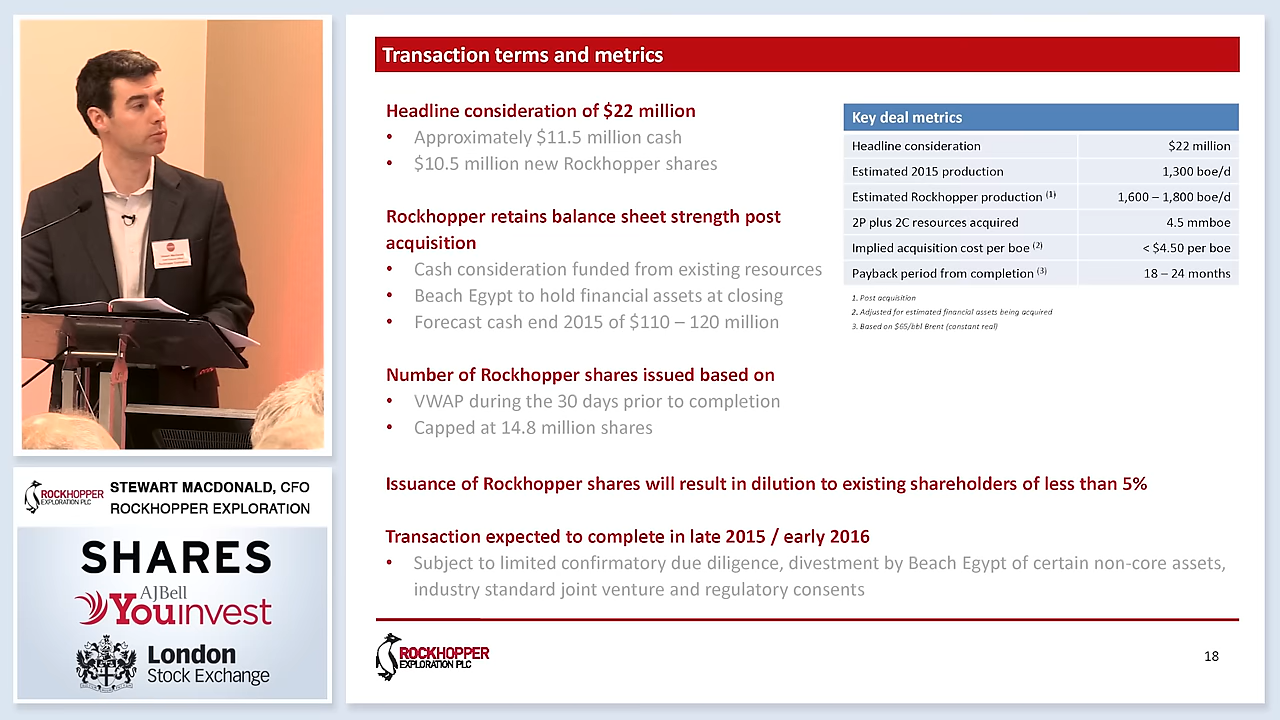 Transaction terms and metrics
Headline consideration of $22 million
• Approximately $11.5 million cash
• $10.5 million new Rockhopper shares
Rockhopper retains balance sheet strength post
acquisition
• Cash consideration funded from existing resources
• Beach Egypt to hold financial assets at closing
• Forecast cash end 2015 of $110 – 120 million
Number of Rockhopper shares issued based on
• VWAP during the 30 days prior to completion
• Capped at 14.8 million shares
Issuance of Rockhopper shares will result in dilution to existing shareholders of less than 5%
Transaction expected to complete in late 2015 / early 2016
• Subject to limited confirmatory due diligence, divestment by Beach Egypt of certain non-core assets,
industry standard joint venture and regulatory consents
Key deal metrics
Headline consideration $22 million
Estimated 2015 production 1,300 boe/d
Estimated Rockhopper production (1) 1,600 – 1,800 boe/d
2P plus 2C resources acquired 4.5 mmboe
Implied acquisition cost per boe (2) < $4.50 per boe
Payback period from completion (3) 18 – 24 months
1. Post acquisition
2. Adjusted for estimated financial assets being acquired
3. Based on $65/bbl Brent (constant real)
ROCKHOPPER
EXPLORATION PLC
18
ROCKHOPPER
EXPLORATION PLC
STEWART MACDONALD, CFO
ROCKHOPPER EXPLORATION
SHARES
AJBell
Youinvest
London
Stock Exchange